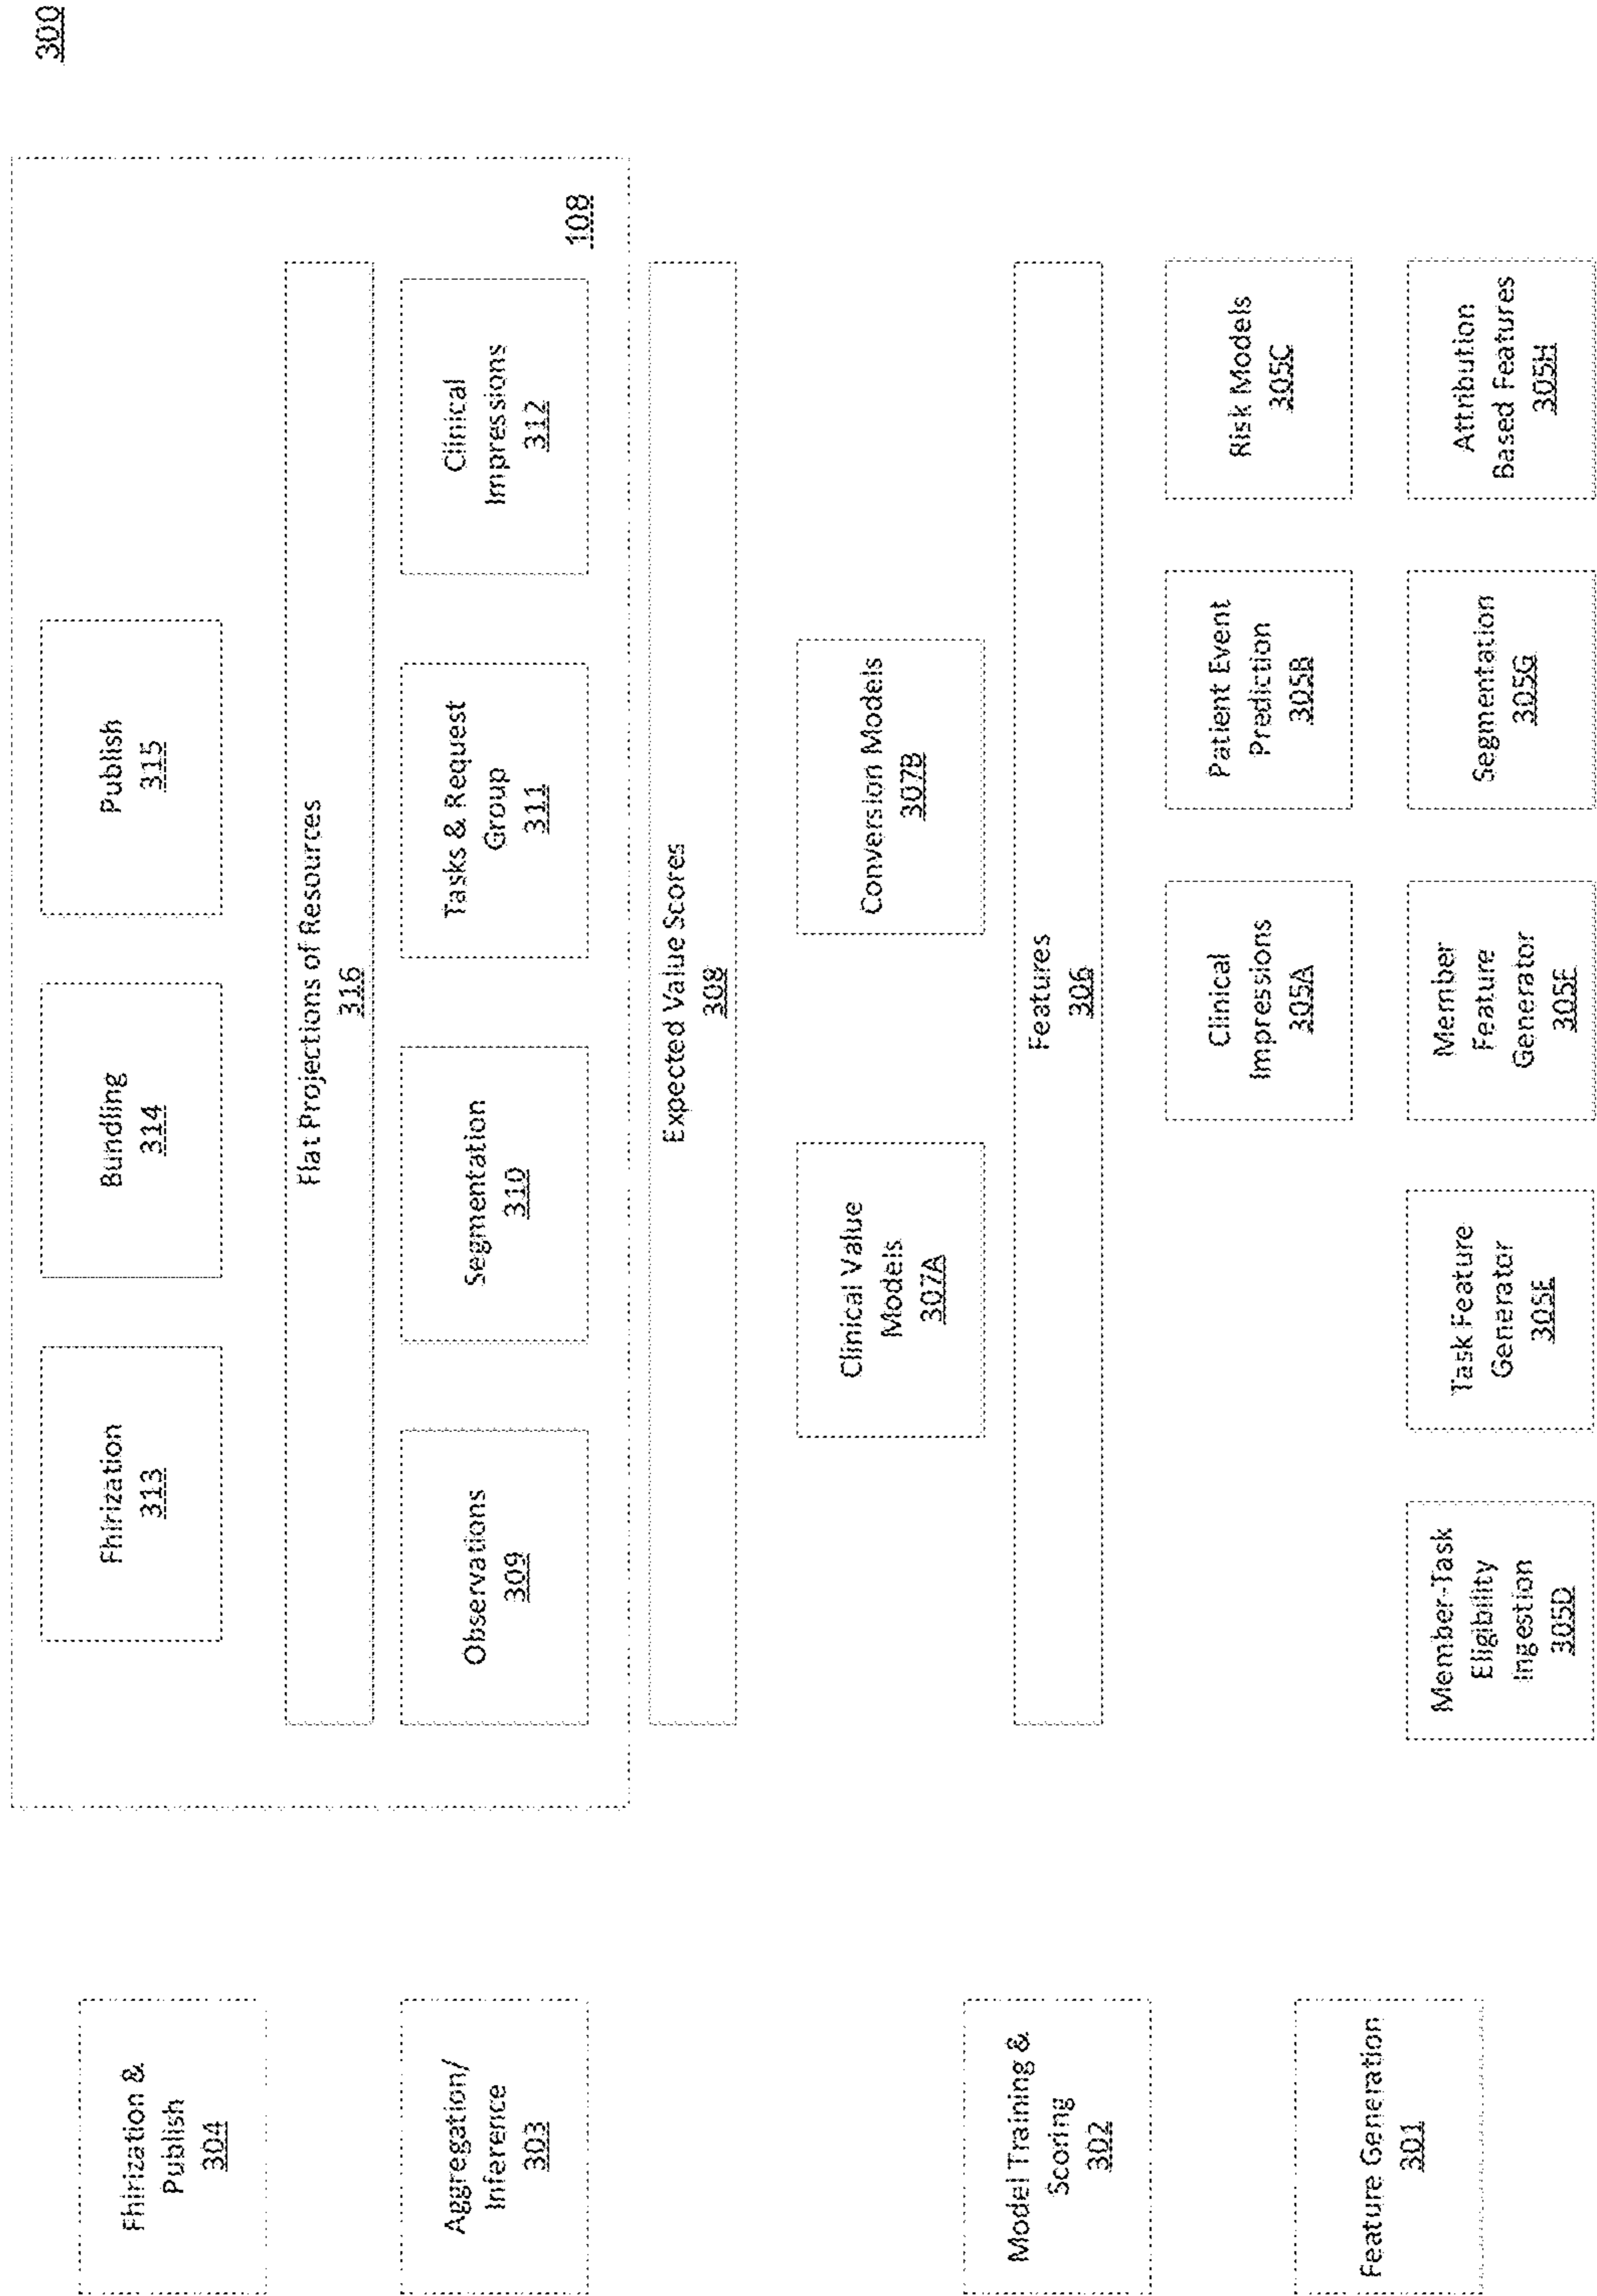 300
Fhirization &
Publish
304
Fhirization
313
Bundling
314
Publish
315
Flat Projections of Resources
316
Aggregation/
Inference
303
Observations
309
Segmentation
310
Tasks & Request
Group
311
Clinical
Impressions
312
108
Expected Value Scores
308
Model Training &
Scoring
302
Clinical Value
Models
307A
Conversion Models
307B
Features
306
Feature Generation
301
Clinical
Impressions
305A
Patient Event
Prediction
305B
Risk Models
305C
Member-Task
Eligibility
Ingestion
305D
Task Feature
Generator
305E
Member
Feature
Generator
305F
Segmentation
305G
Attribution
Based Features
305H